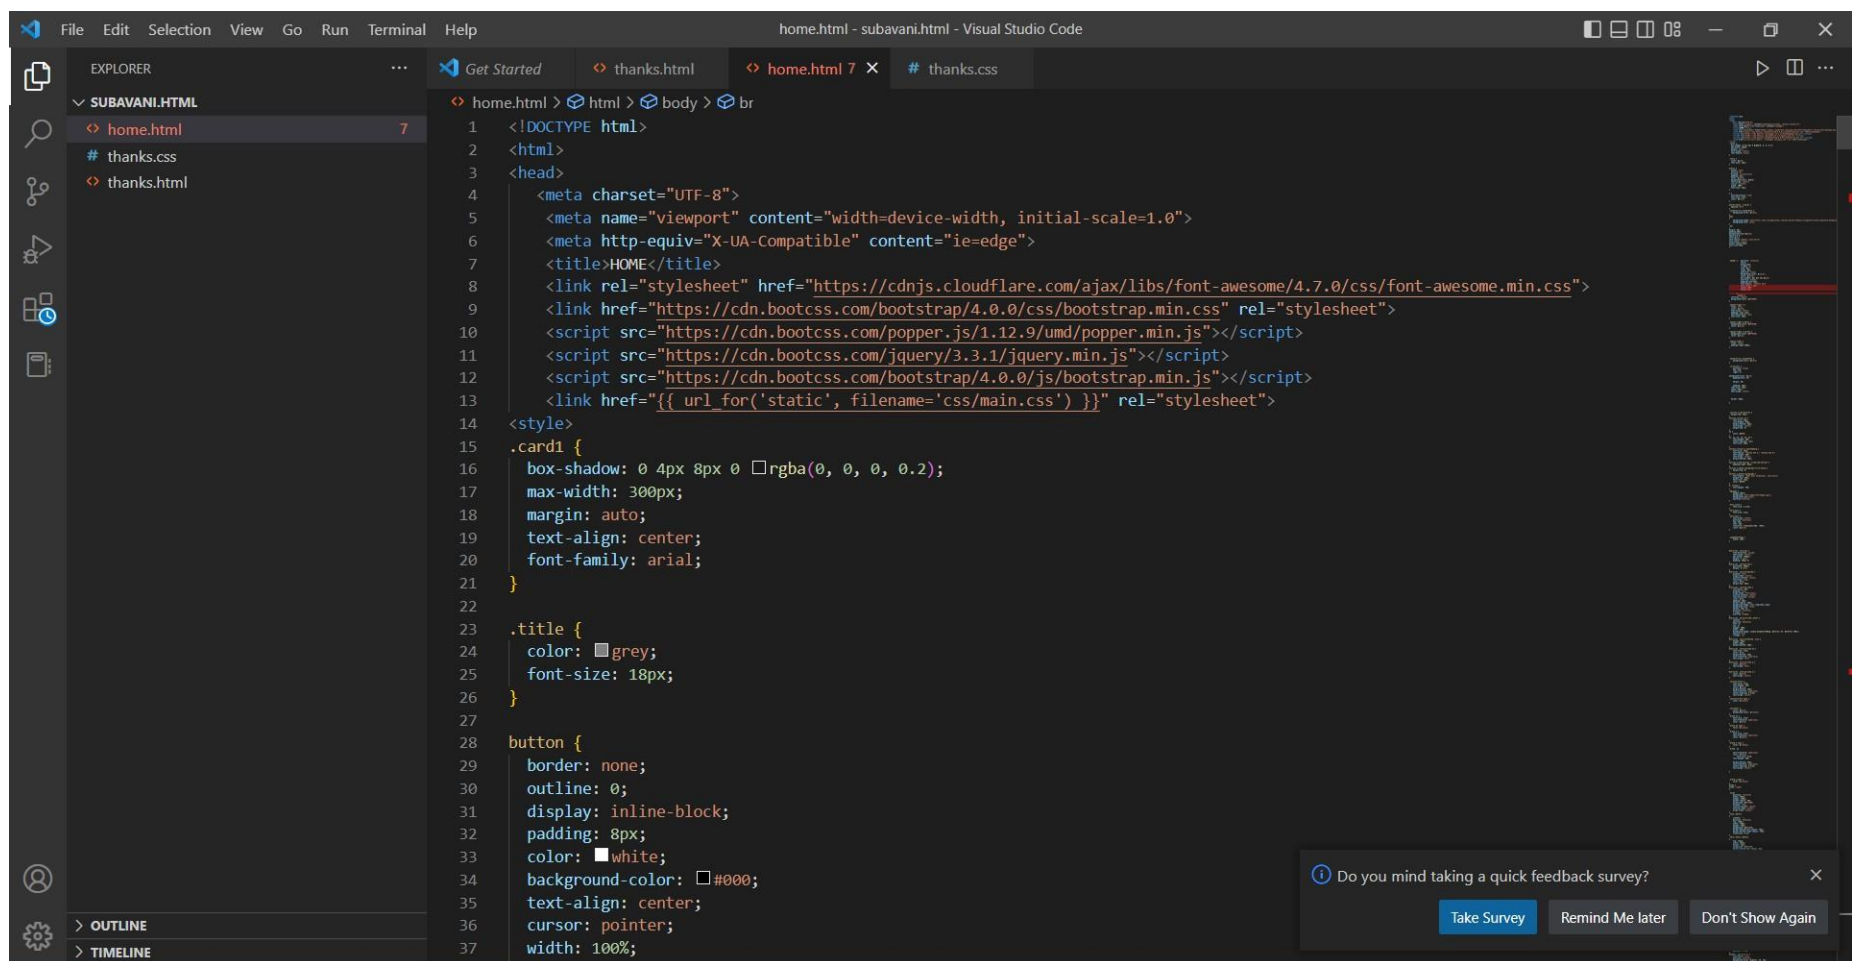 File Edit Selection View Go Run Terminal Help
home.html - subavani.html - Visual Studio Code
EXPLORER
Get Started
thanks.html
home.html 7
# thanks.css
SUBAVANI.HTML
home.html 7
# thanks.css
thanks.html
home.html > html > body > br
1 <!DOCTYPE html>
2 <html>
3 <head>
4 <meta charset="UTF-8">
5 <meta name="viewport" content="width=device-width, initial-scale=1.0">
6 <meta http-equiv="X-UA-Compatible" content="ie=edge">
7 <title>HOME</title>
8 <link rel="stylesheet" href="https://cdnjs.cloudflare.com/ajax/libs/font-awesome/4.7.0/css/font-awesome.min.css">
9 <link href="https://cdn.bootcss.com/bootstrap/4.0.0/css/bootstrap.min.css" rel="stylesheet">
10 <script src="https://cdn.bootcss.com/popper.js/1.12.9/umd/popper.min.js"></script>
11 <script src="https://cdn.bootcss.com/jquery/3.3.1/jquery.min.js"></script>
12 <script src="https://cdn.bootcss.com/bootstrap/4.0.0/js/bootstrap.min.js"></script>
13 <link href="{{ url_for('static', filename='css/main.css') }}" rel="stylesheet">
14 <style>
15 .card1 {
16 box-shadow: 0 4px 8px 0 rgba(0, 0, 0, 0.2);
17 max-width: 300px;
18 margin: auto;
19 text-align: center;
20 font-family: arial;
21 }
22
23 .title {
24 color: grey;
25 font-size: 18px;
26 }
27
28 button {
29 border: none;
30 outline: 0;
31 display: inline-block;
32 padding: 8px;
33 color: white;
34 background-color: #000;
35 text-align: center;
36 cursor: pointer;
37 width: 100%;
Do you mind taking a quick feedback survey?
Take Survey
Remind Me later
Don't Show Again
OUTLINE
TIMELINE